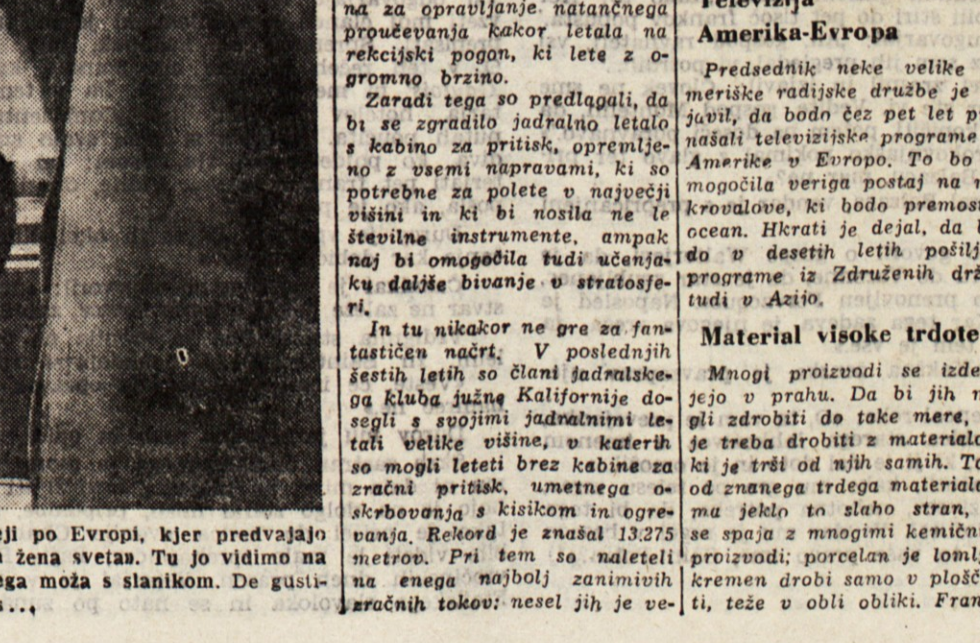 na za opravljanje natančnega
proučevanja kakor letala na
rekcijski pogon, ki lete z o-
gromno brzino.
Zaradi tega so predlagali, da
bi se zgradilo jadralno letalo
s kabino za pritisk, opremlje-
no z vsemi napravami, ki so
potrebne za polete v največji
višini in ki bi nosila ne le
številne instrumente, ampak
naj bi omogočila tudi učenja-
ku daljše bivanje v stratosfe-
ri.
In tu nikakor ne gre za fan-
tastičen načrt. V poslednjih
šestih letih so člani jadralske-
ga kluba južne Kalifornije do-
segli s svojimi jadralnimi le-
tali velike višine, v katerih
so mogli leteti brez kabine za
zračni pritisk, umetnega o-
skrbovanja s kisikom in ogre-
vanja. Rekord je znašal 13.275
metrov. Pri tem so naleteli
na enega najbolj zanimivih
zračnih tokov: nesel jih je ve-
Televizija
Amerika-Evropa
Predsednik neke velike
meriške radijske družbe je
javil, da bodo čez pet let p
našali televizijske programe
Amerike v Evropo. To bo
mogočila veriga postaj na
krovalove, ki bodo premos
ocean. Hkrati je dejal, da
do v desetih letih pošilj
programe iz Združenih drž
tudi v Azijo.
Material visoke trdote
Mnogi proizvodi se izde
jejo v prahu. Da bi jih
gli zdrobiti do take mere,
je treba drobiti z material
ki je trši od njih samih. T
od znanega trdega material
ma jeklo to slabo stran,
se spaja z mnogimi kemičn
proizvodi; porcelan je loml
kremen drobi samo v plošč
ti, teže v obli obliki. Fran
ji po Evropi, kjer predvajajo
žena svetan. Tu jo vidimo na
ega moža s slanikom. De gusti-
s...,